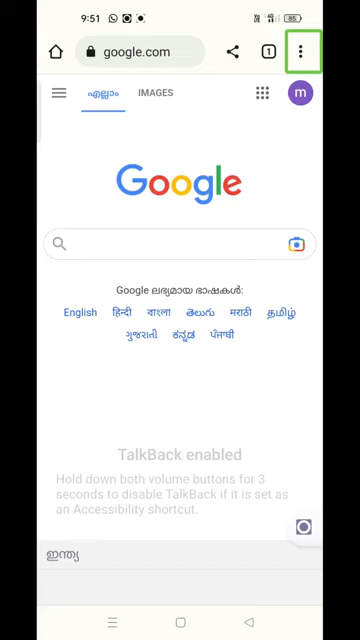 9:51
85
google.com
1
എല്ലാം
IMAGES
m
Google
Google ലഭ്യമായ ഭാഷകൾ:
English हिन्दी বাংলা తెలుగు मराठी தமிழ்
ગુજરાતી ಕನ್ನಡ ਪੰਜਾਬੀ
TalkBack enabled
Hold down both volume buttons for 3
seconds to disable TalkBack if it is set as
an Accessibility shortcut.
ഇന്ത്യ